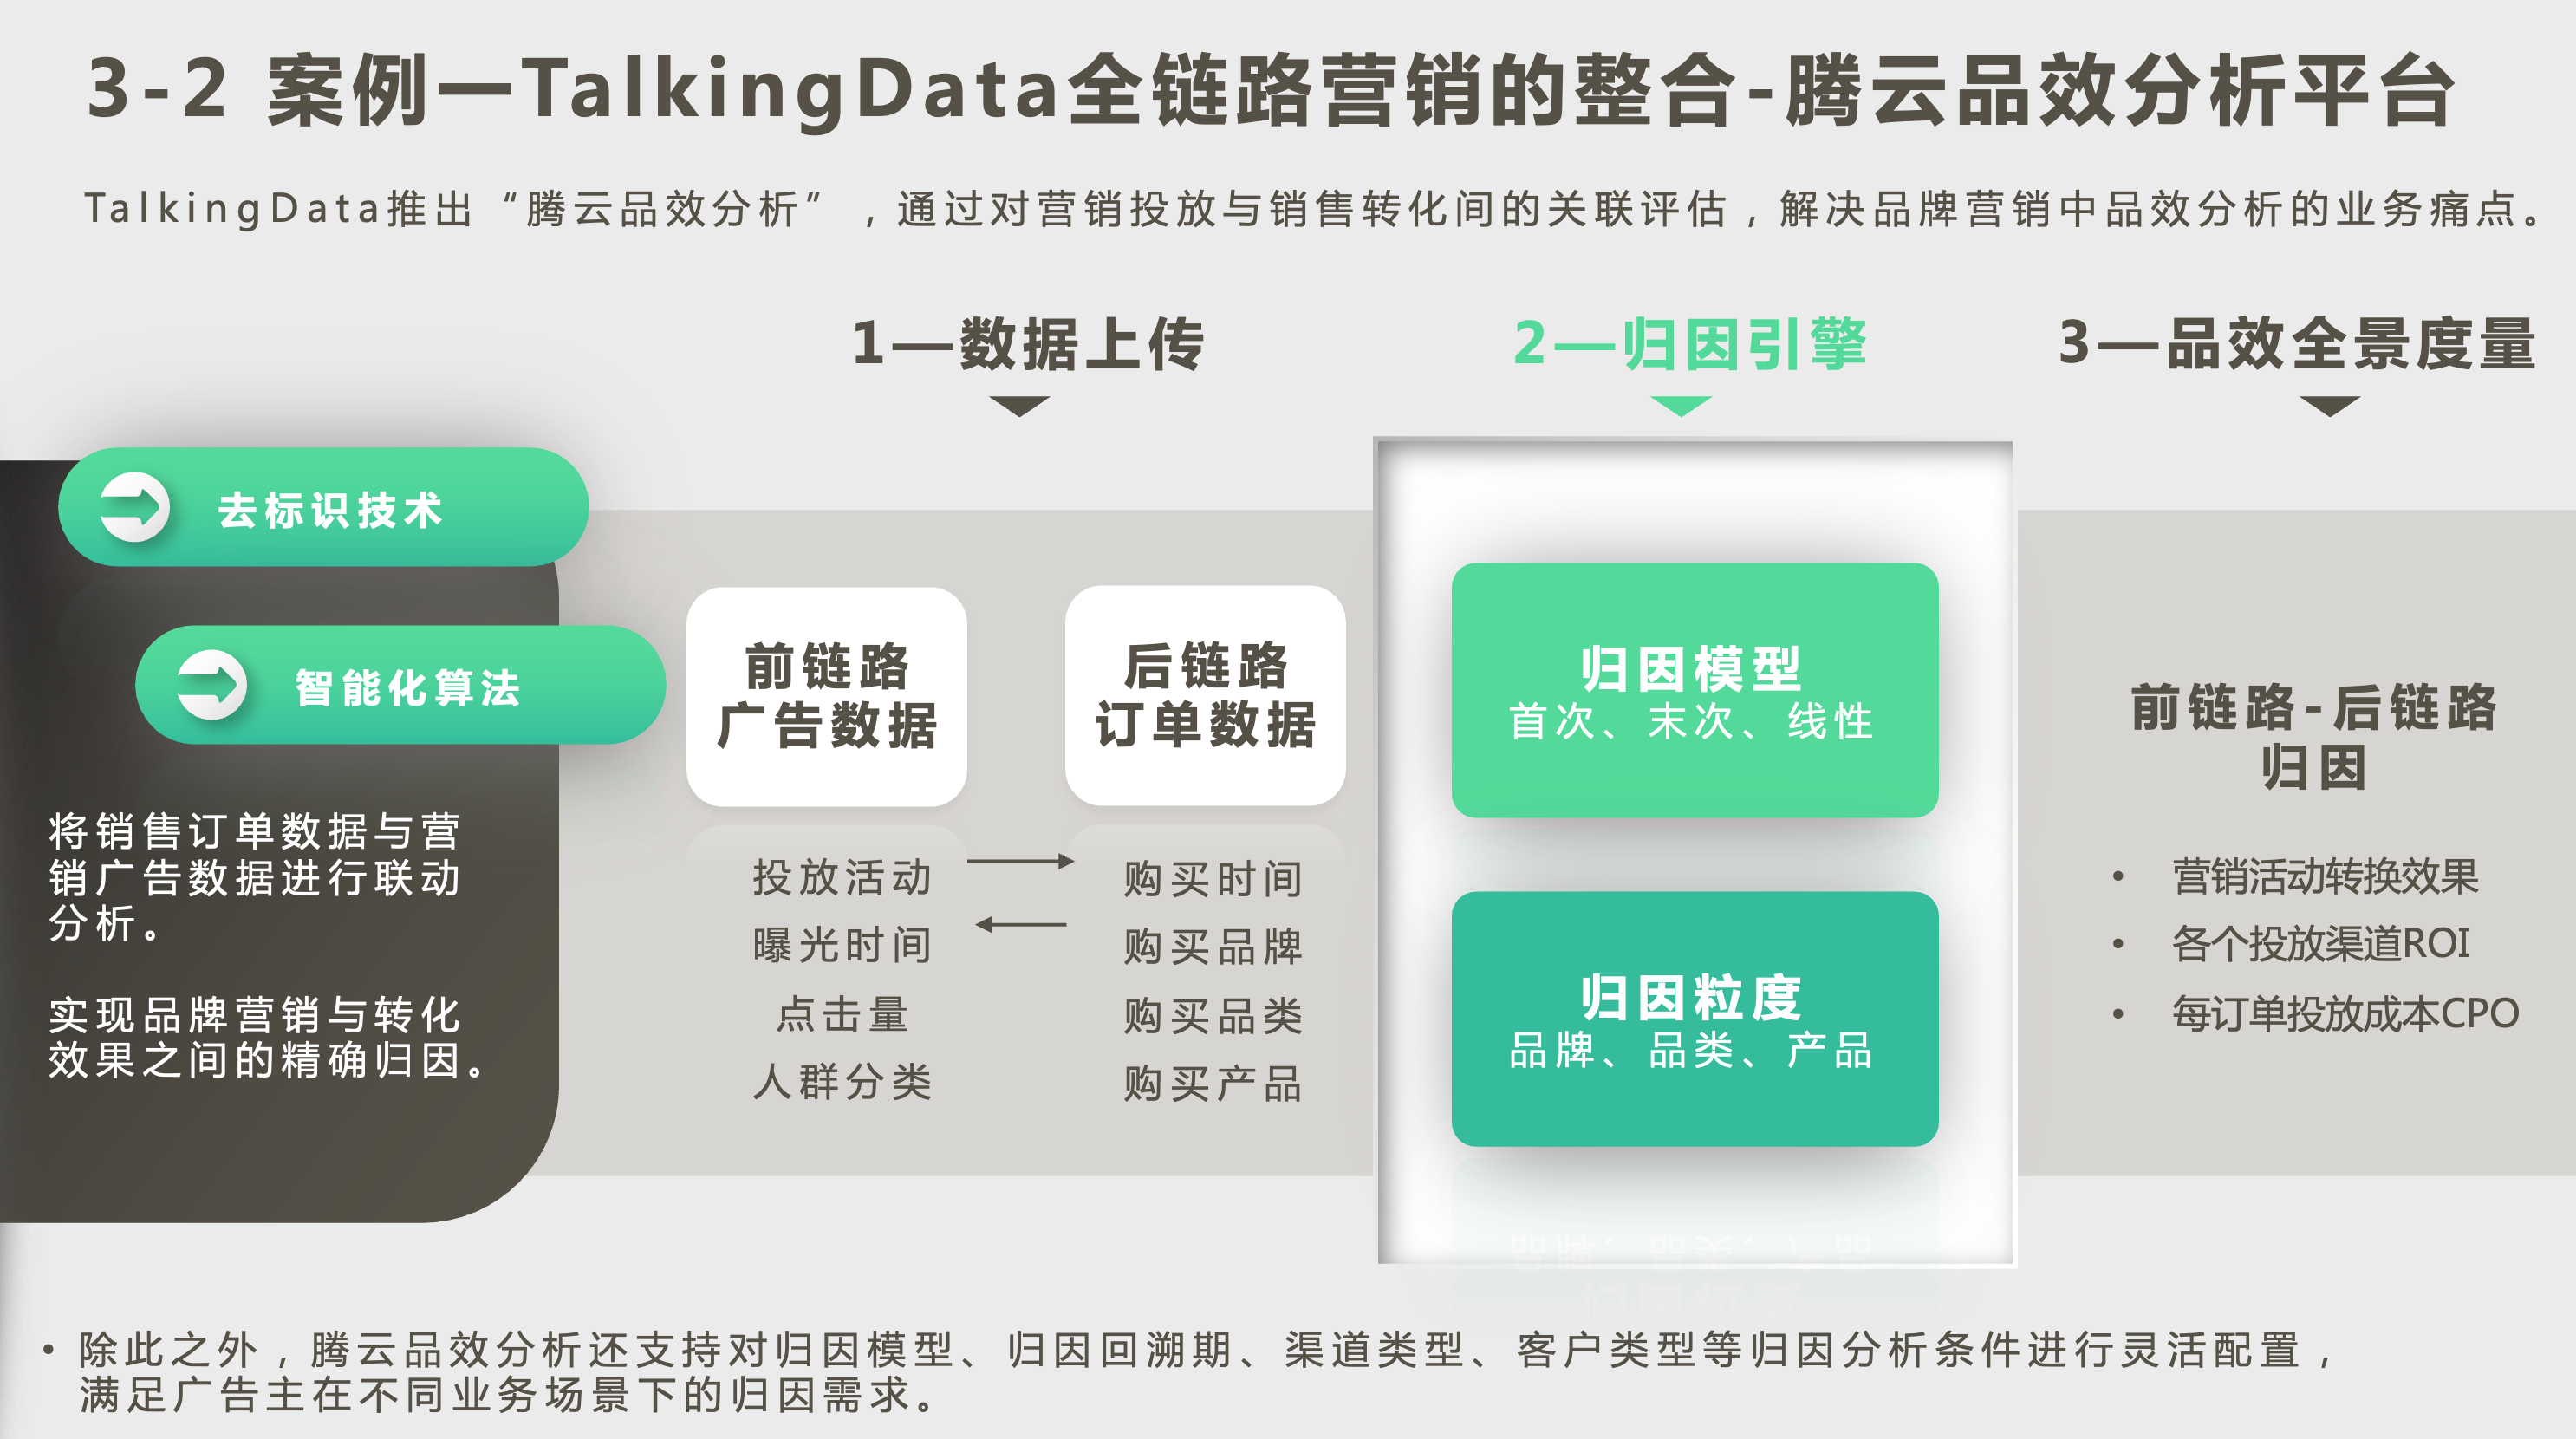 3-2 案例一TalkingData全链路营销的整合-腾云品效分析平台
TalkingData推出“腾云品效分析”，通过对营销投放与销售转化间的关联评估，解决品牌营销中品效分析的业务痛点。
1—数据上传
2—归因引擎
3—品效全景度量
去标识技术
智能化算法
将销售订单数据与营
销广告数据进行联动
分析。
实现品牌营销与转化
效果之间的精确归因。
前链路
广告数据
投放活动
曝光时间
点击量
人群分类
后链路
订单数据
购买时间
购买品牌
购买品类
购买产品
归因模型
首次、末次、线性
归因粒度
品牌、品类、产品
前链路-后链路
归因
• 营销活动转换效果
• 各个投放渠道ROI
• 每订单投放成本CPO
• 除此之外，腾云品效分析还支持对归因模型、归因回溯期、渠道类型、客户类型等归因分析条件进行灵活配置，
满足广告主在不同业务场景下的归因需求。